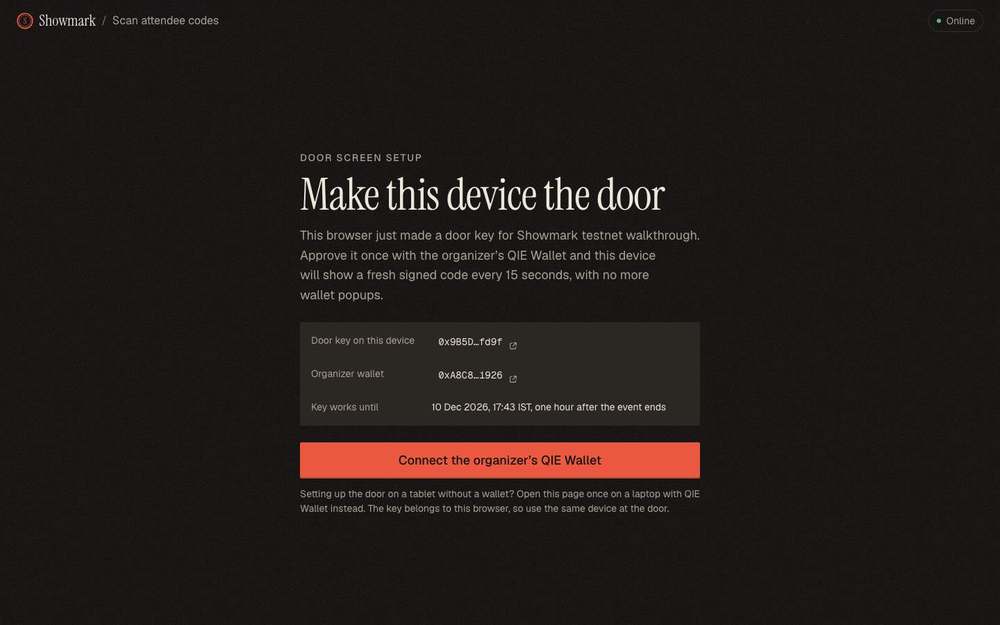 Showmark / Scan attendee codes
Online
DOOR SCREEN SETUP
Make this device the door
This browser just made a door key for Showmark testnet walkthrough.
Approve it once with the organizer's QIE Wallet and this device
will show a fresh signed code every 15 seconds, with no more
wallet popups.
Door key on this device 0x9B5D…fd9f
Organizer wallet 0xA8C8…1926
Key works until 10 Dec 2026, 17:43 IST, one hour after the event ends
Connect the organizer's QIE Wallet
Setting up the door on a tablet without a wallet? Open this page once on a laptop with QIE
Wallet instead. The key belongs to this browser, so use the same device at the door.